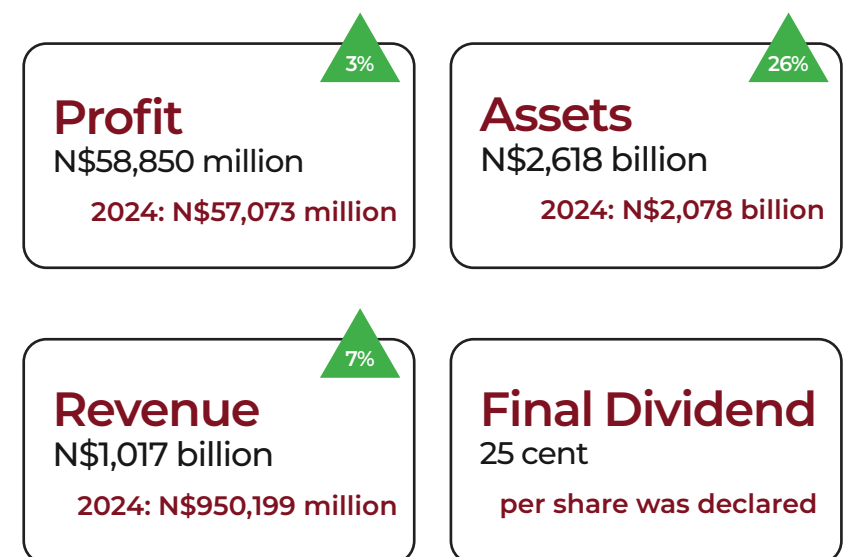 3%
Profit
N$58,850 million
2024: N$57,073 million
26%
Assets
N$2,618 billion
2024: N$2,078 billion
7%
Revenue
N$1,017 billion
2024: N$950,199 million
Final Dividend
25 cent
per share was declared